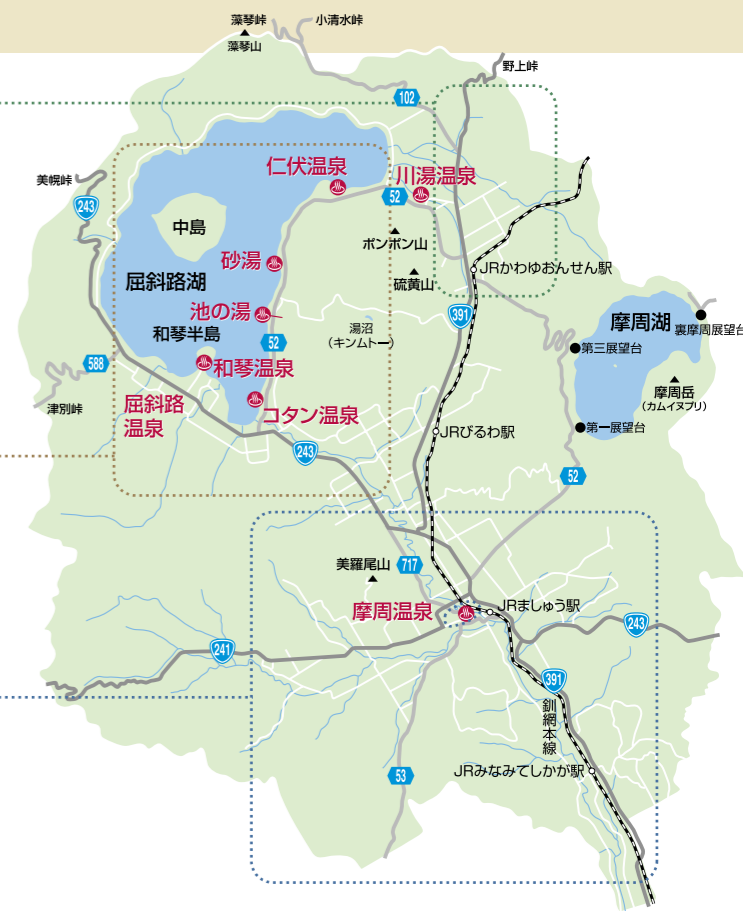 藻琴峠
小清水峠
藻琴山
野上峠
102
仁伏温泉
川湯温泉
美幌峠
52
243
中島
ポンポン山
砂湯
JRかわゆおんせん駅
屈斜路湖
硫黄山
池の湯
391
摩周湖
裏摩周展望台
和琴半島
湯沼
(キンムトー)
52
第三展望台
588
和琴温泉
摩周岳
(カムイヌプリ)
津別峠
屈斜路
温泉
コタン温泉
第一展望台
JRびるわ駅
243
52
美羅尾山
717
摩周温泉
JRましゅう駅
243
241
391
釧網本線
JRみなみてしかが駅
53